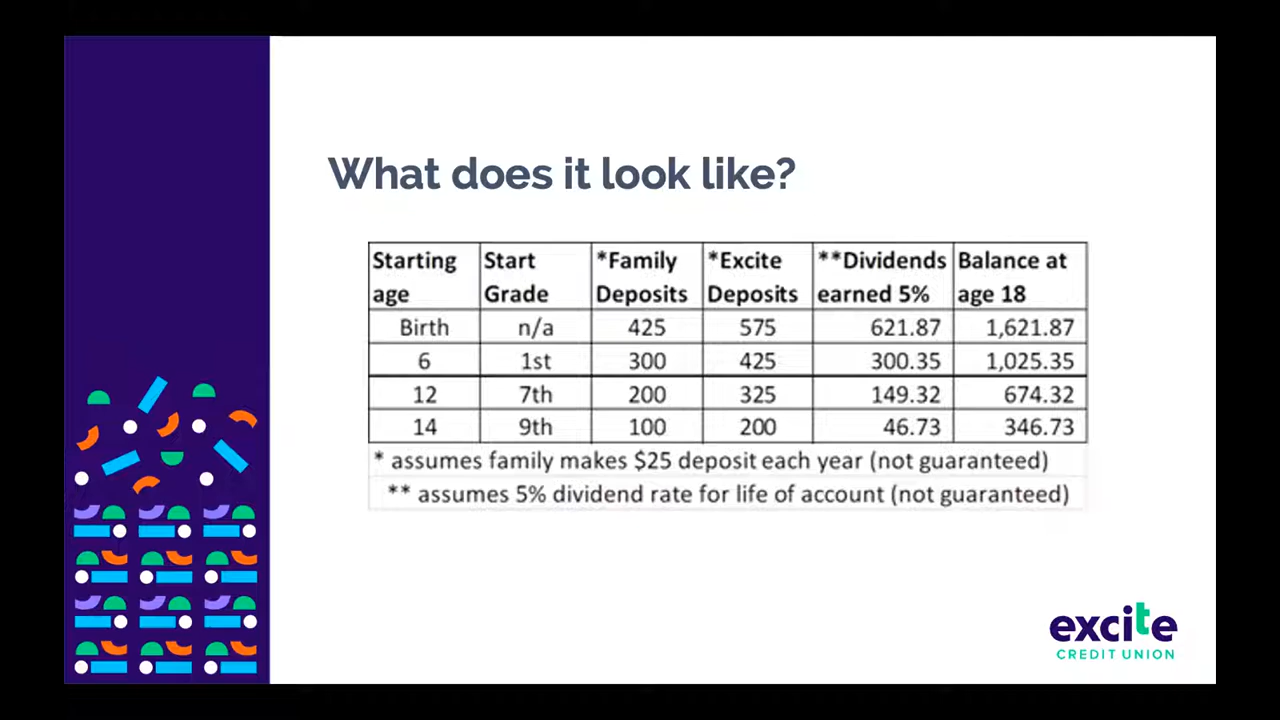 What does it look like?
Starting age Start Grade *Family Deposits *Excite Deposits **Dividends earned 5% Balance at age 18
Birth n/a 425 575 621.87 1,621.87
6 1st 300 425 300.35 1,025.35
12 7th 200 325 149.32 674.32
14 9th 100 200 46.73 346.73
* assumes family makes $25 deposit each year (not guaranteed)
** assumes 5% dividend rate for life of account (not guaranteed)
excite
CREDIT UNION